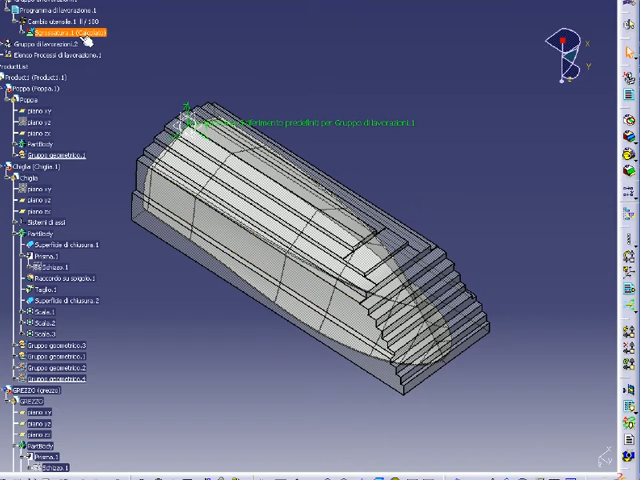 Programma di lavorazione.1
Cambio utensile.1 // 100
Sgrossatura.1 (Calcolato)
Gruppo di lavorazioni.2
Elenco Processi di lavorazione.1
ProductList
Product1 (Product1.1)
Poppa (Poppa.1)
Poppa
piano xy
piano yz
piano zx
PartBody
Gruppo geometrico.1
Chiglia (Chiglia.1)
Chiglia
piano xy
piano yz
piano zx
Sistemi di assi
PartBody
Superficie di chiusura.1
Prisma.1
Schizzo.1
Raccordo su spigolo.1
Taglio.1
Superficie di chiusura.2
Scala.1
Scala.2
Scala.3
Gruppo geometrico.3
Gruppo geometrico.1
Gruppo geometrico.2
Gruppo geometrico.4
GREZZO (grezzo)
GREZZO
piano xy
piano yz
piano zx
PartBody
Prisma.1
Schizzo.1
riferimento predefiniti per Gruppo di lavorazioni.1
X
Y